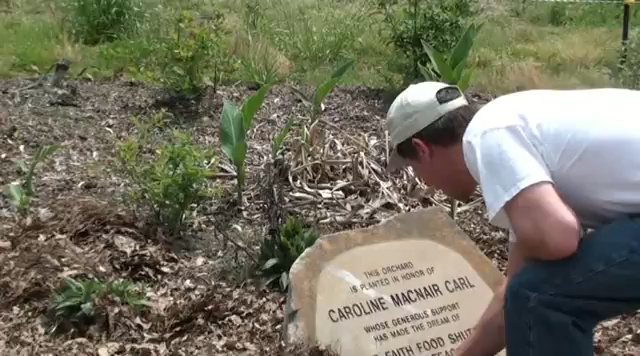 THIS ORCHARD
IS PLANTED IN HONOR OF
CAROLINE MACNAIR CARL
WHOSE GENEROUS SUPPORT
HAS MADE THE DREAM OF
FAITH FOOD